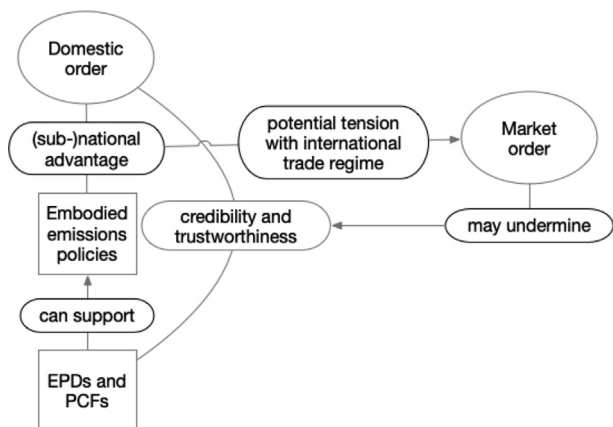 Domestic
order
(sub-)national
advantage
potential tension
with international
trade regime
Market
order
Embodied
emissions
policies
credibility and
trustworthiness
may undermine
can support
EPDs and
PCFs